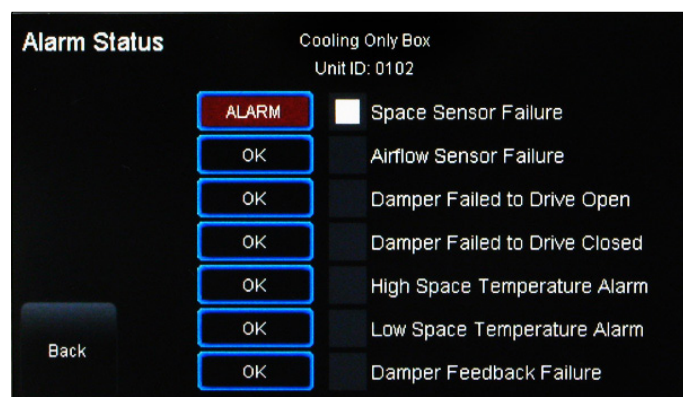 Alarm Status
Cooling Only Box
Unit ID: 0102
ALARM Space Sensor Failure
OK Airflow Sensor Failure
OK Damper Failed to Drive Open
OK Damper Failed to Drive Closed
OK High Space Temperature Alarm
OK Low Space Temperature Alarm
OK Damper Feedback Failure
Back